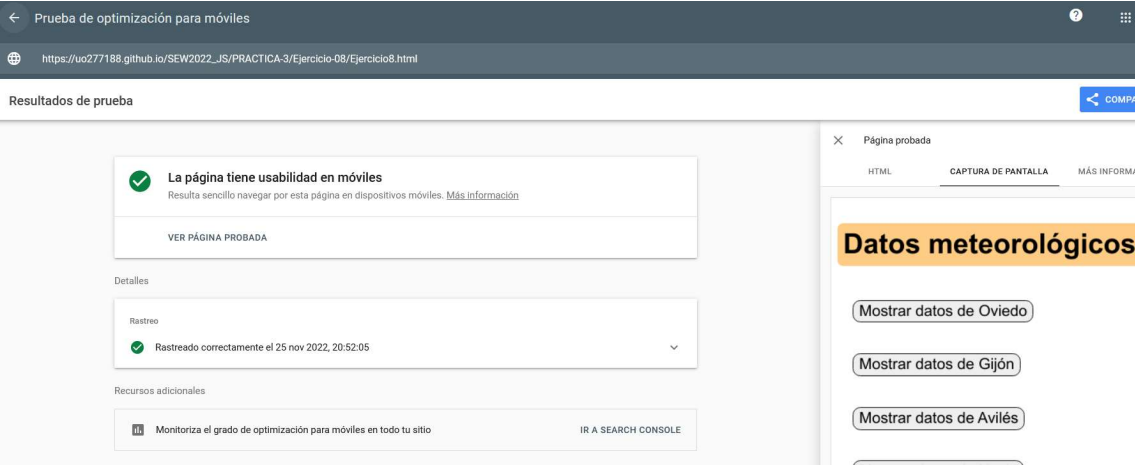 Prueba de optimización para móviles
https://uo277188.github.io/SEW2022_JS/PRACTICA-3/Ejercicio-08/Ejercicio8.html
Resultados de prueba
COMPA
La página tiene usabilidad en móviles
Resulta sencillo navegar por esta página en dispositivos móviles. Más información
VER PÁGINA PROBADA
Detalles
Rastreo
Rastreado correctamente el 25 nov 2022, 20:52:05
Recursos adicionales
Monitoriza el grado de optimización para móviles en todo tu sitio
IR A SEARCH CONSOLE
Página probada
HTML
CAPTURA DE PANTALLA
MÁS INFORMA
Datos meteorológicos
Mostrar datos de Oviedo
Mostrar datos de Gijón
Mostrar datos de Avilés